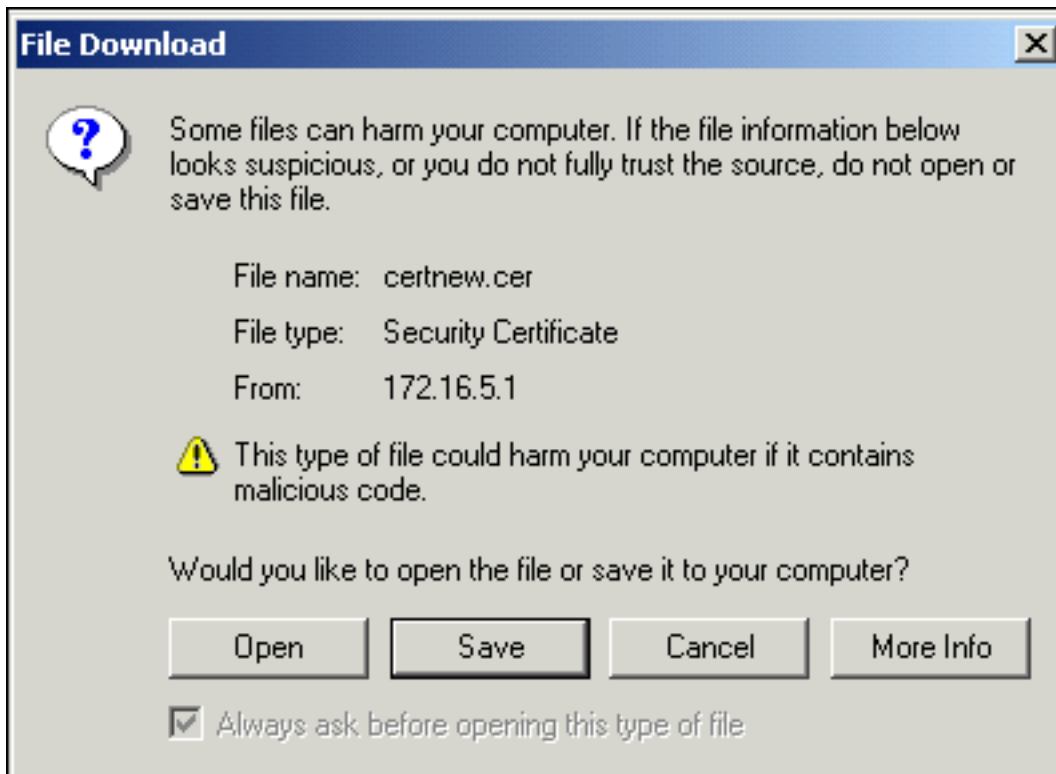 File Download
Some files can harm your computer. If the file information below
looks suspicious, or you do not fully trust the source, do not open or
save this file.
File name: certnew.cer
File type: Security Certificate
From: 172.16.5.1
This type of file could harm your computer if it contains
malicious code.
Would you like to open the file or save it to your computer?
Open Save Cancel More Info
Always ask before opening this type of file